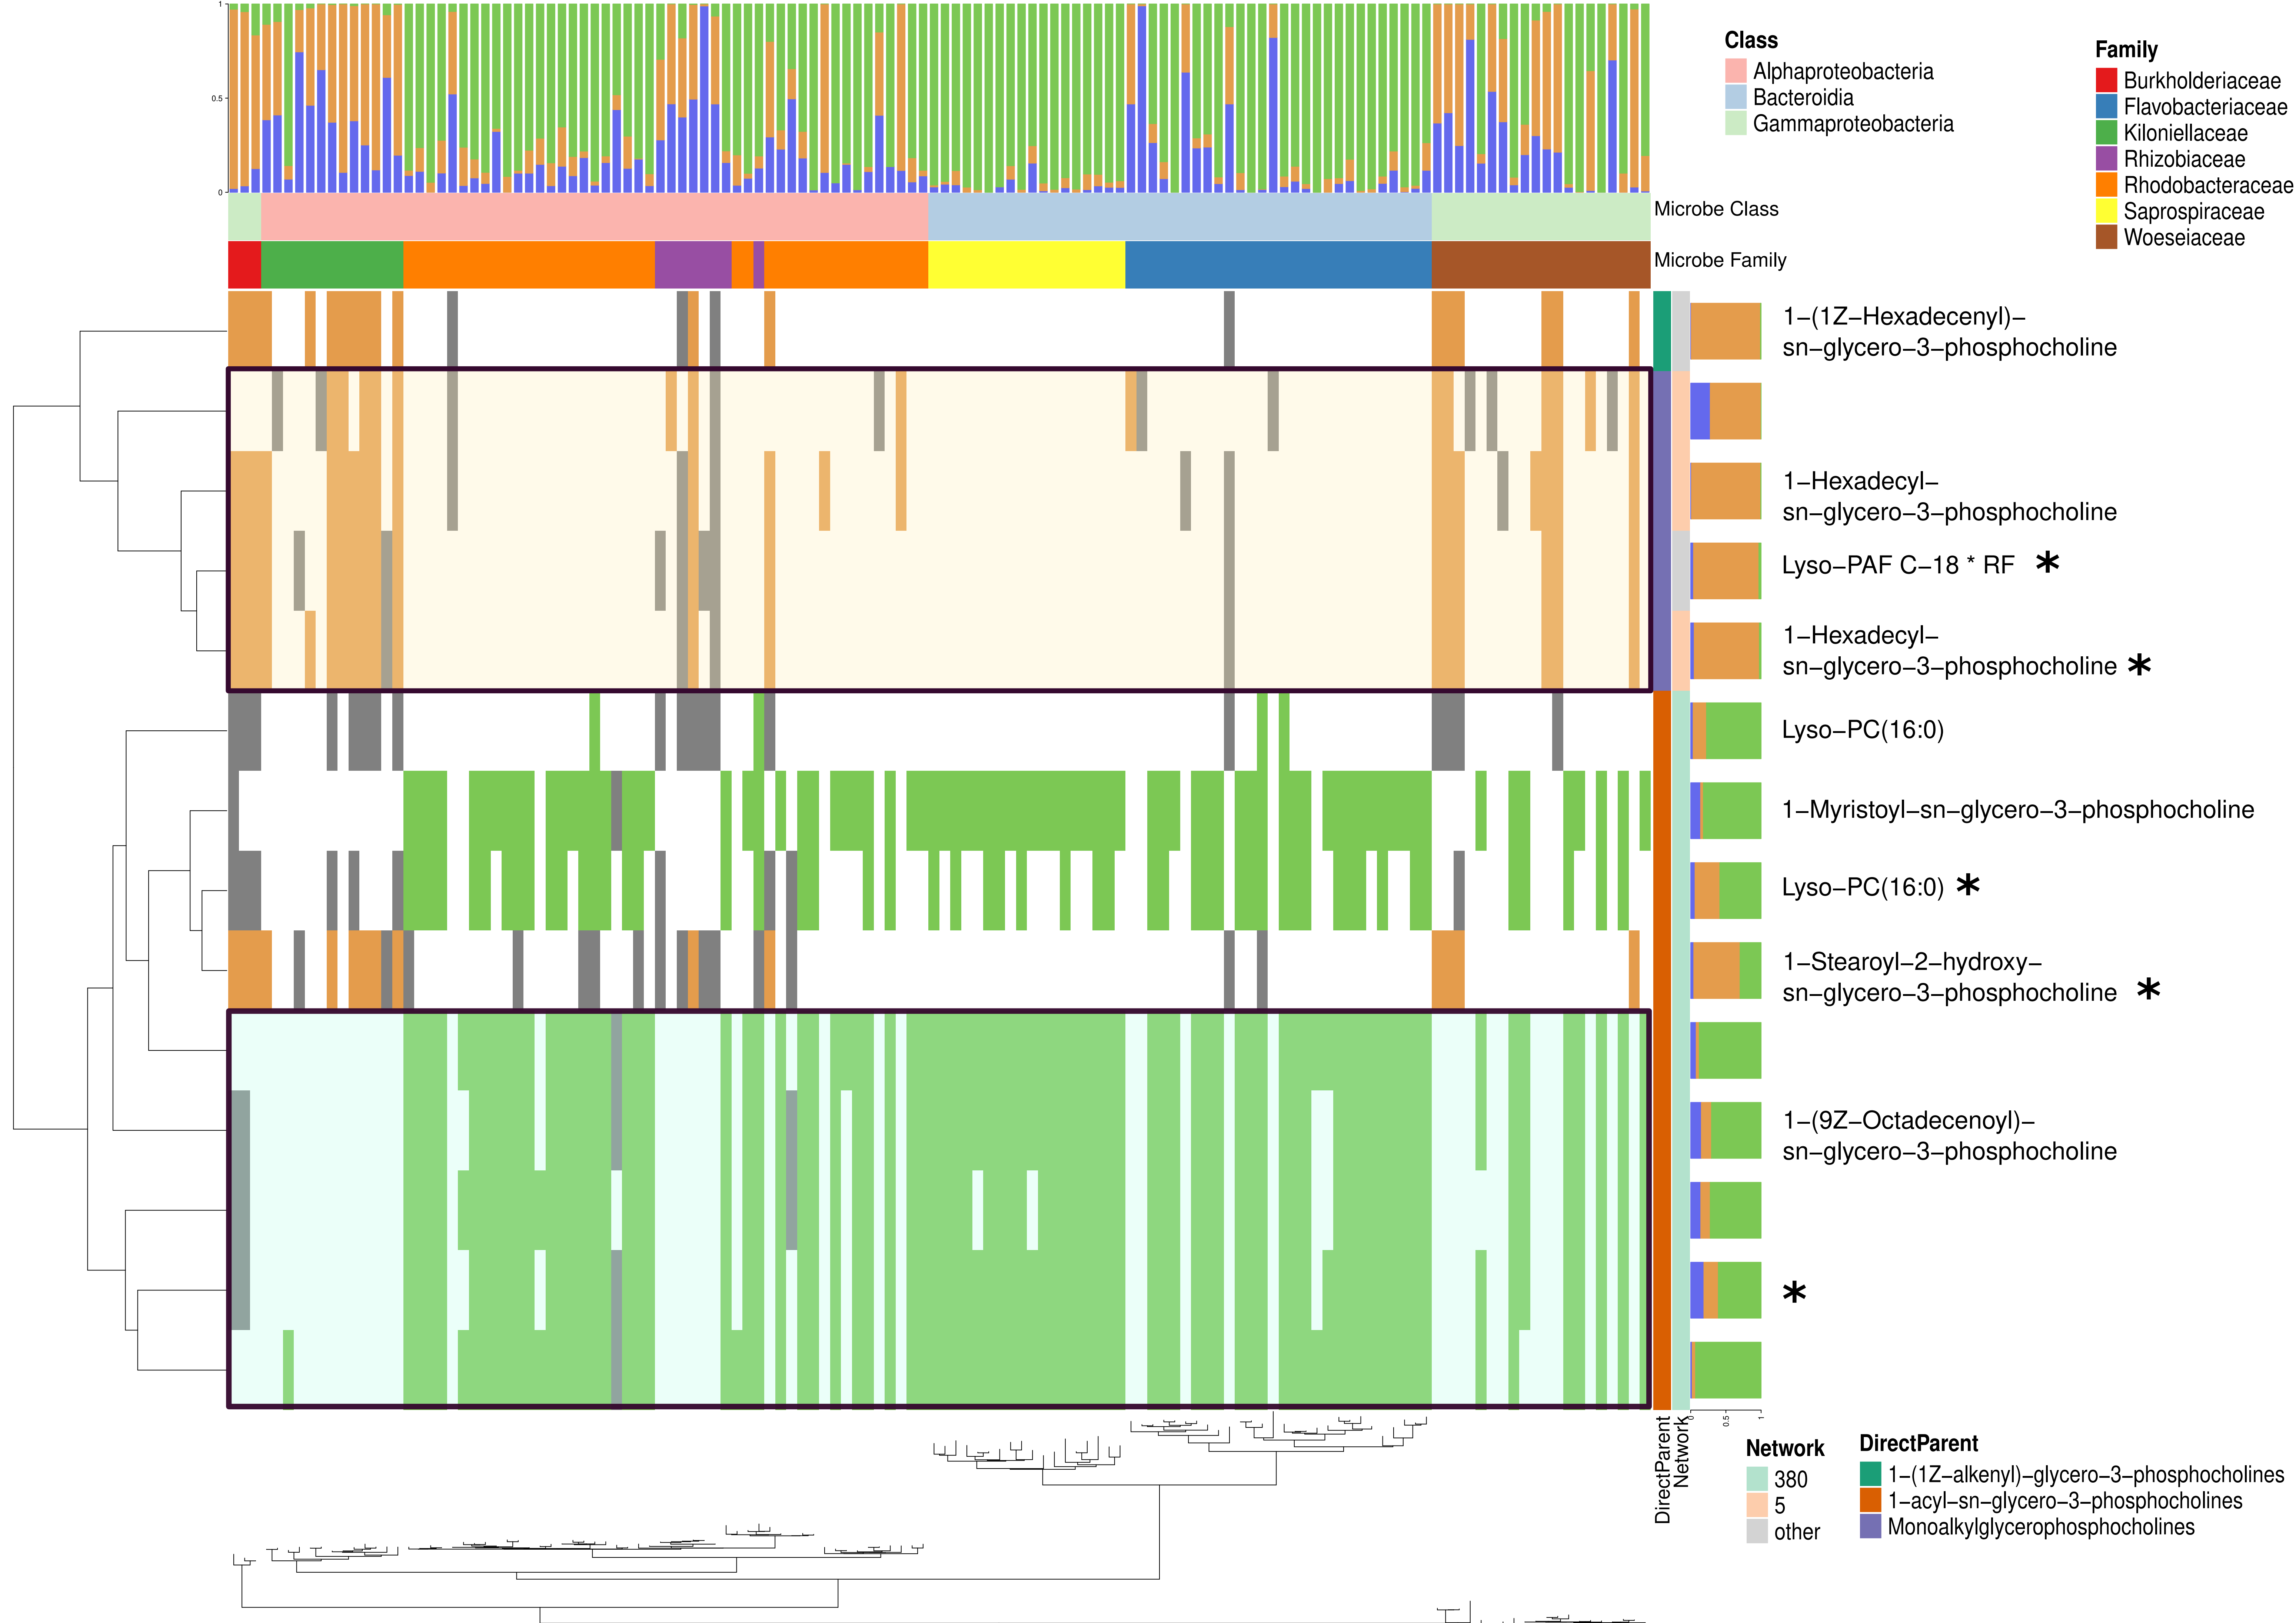 1
0.5
0
Class
Alphaproteobacteria
Bacteroidia
Gammaproteobacteria
Family
Burkholderiaceae
Flavobacteriaceae
Kiloniellaceae
Rhizobiaceae
Rhodobacteraceae
Saprospiraceae
Woeseiaceae
Microbe Class
Microbe Family
1−(1Z−Hexadecenyl)−
sn−glycero−3−phosphocholine
1−Hexadecyl−
sn−glycero−3−phosphocholine
Lyso−PAF C−18 * RF *
1−Hexadecyl−
sn−glycero−3−phosphocholine *
Lyso−PC(16:0)
1−Myristoyl−sn−glycero−3−phosphocholine
Lyso−PC(16:0) *
1−Stearoyl−2−hydroxy−
sn−glycero−3−phosphocholine *
1−(9Z−Octadecenoyl)−
sn−glycero−3−phosphocholine
*
0
0.5
1
DirectParent
Network
Network
380
5
other
DirectParent
1−(1Z−alkenyl)−glycero−3−phosphocholines
1−acyl−sn−glycero−3−phosphocholines
Monoalkylglycerophosphocholines